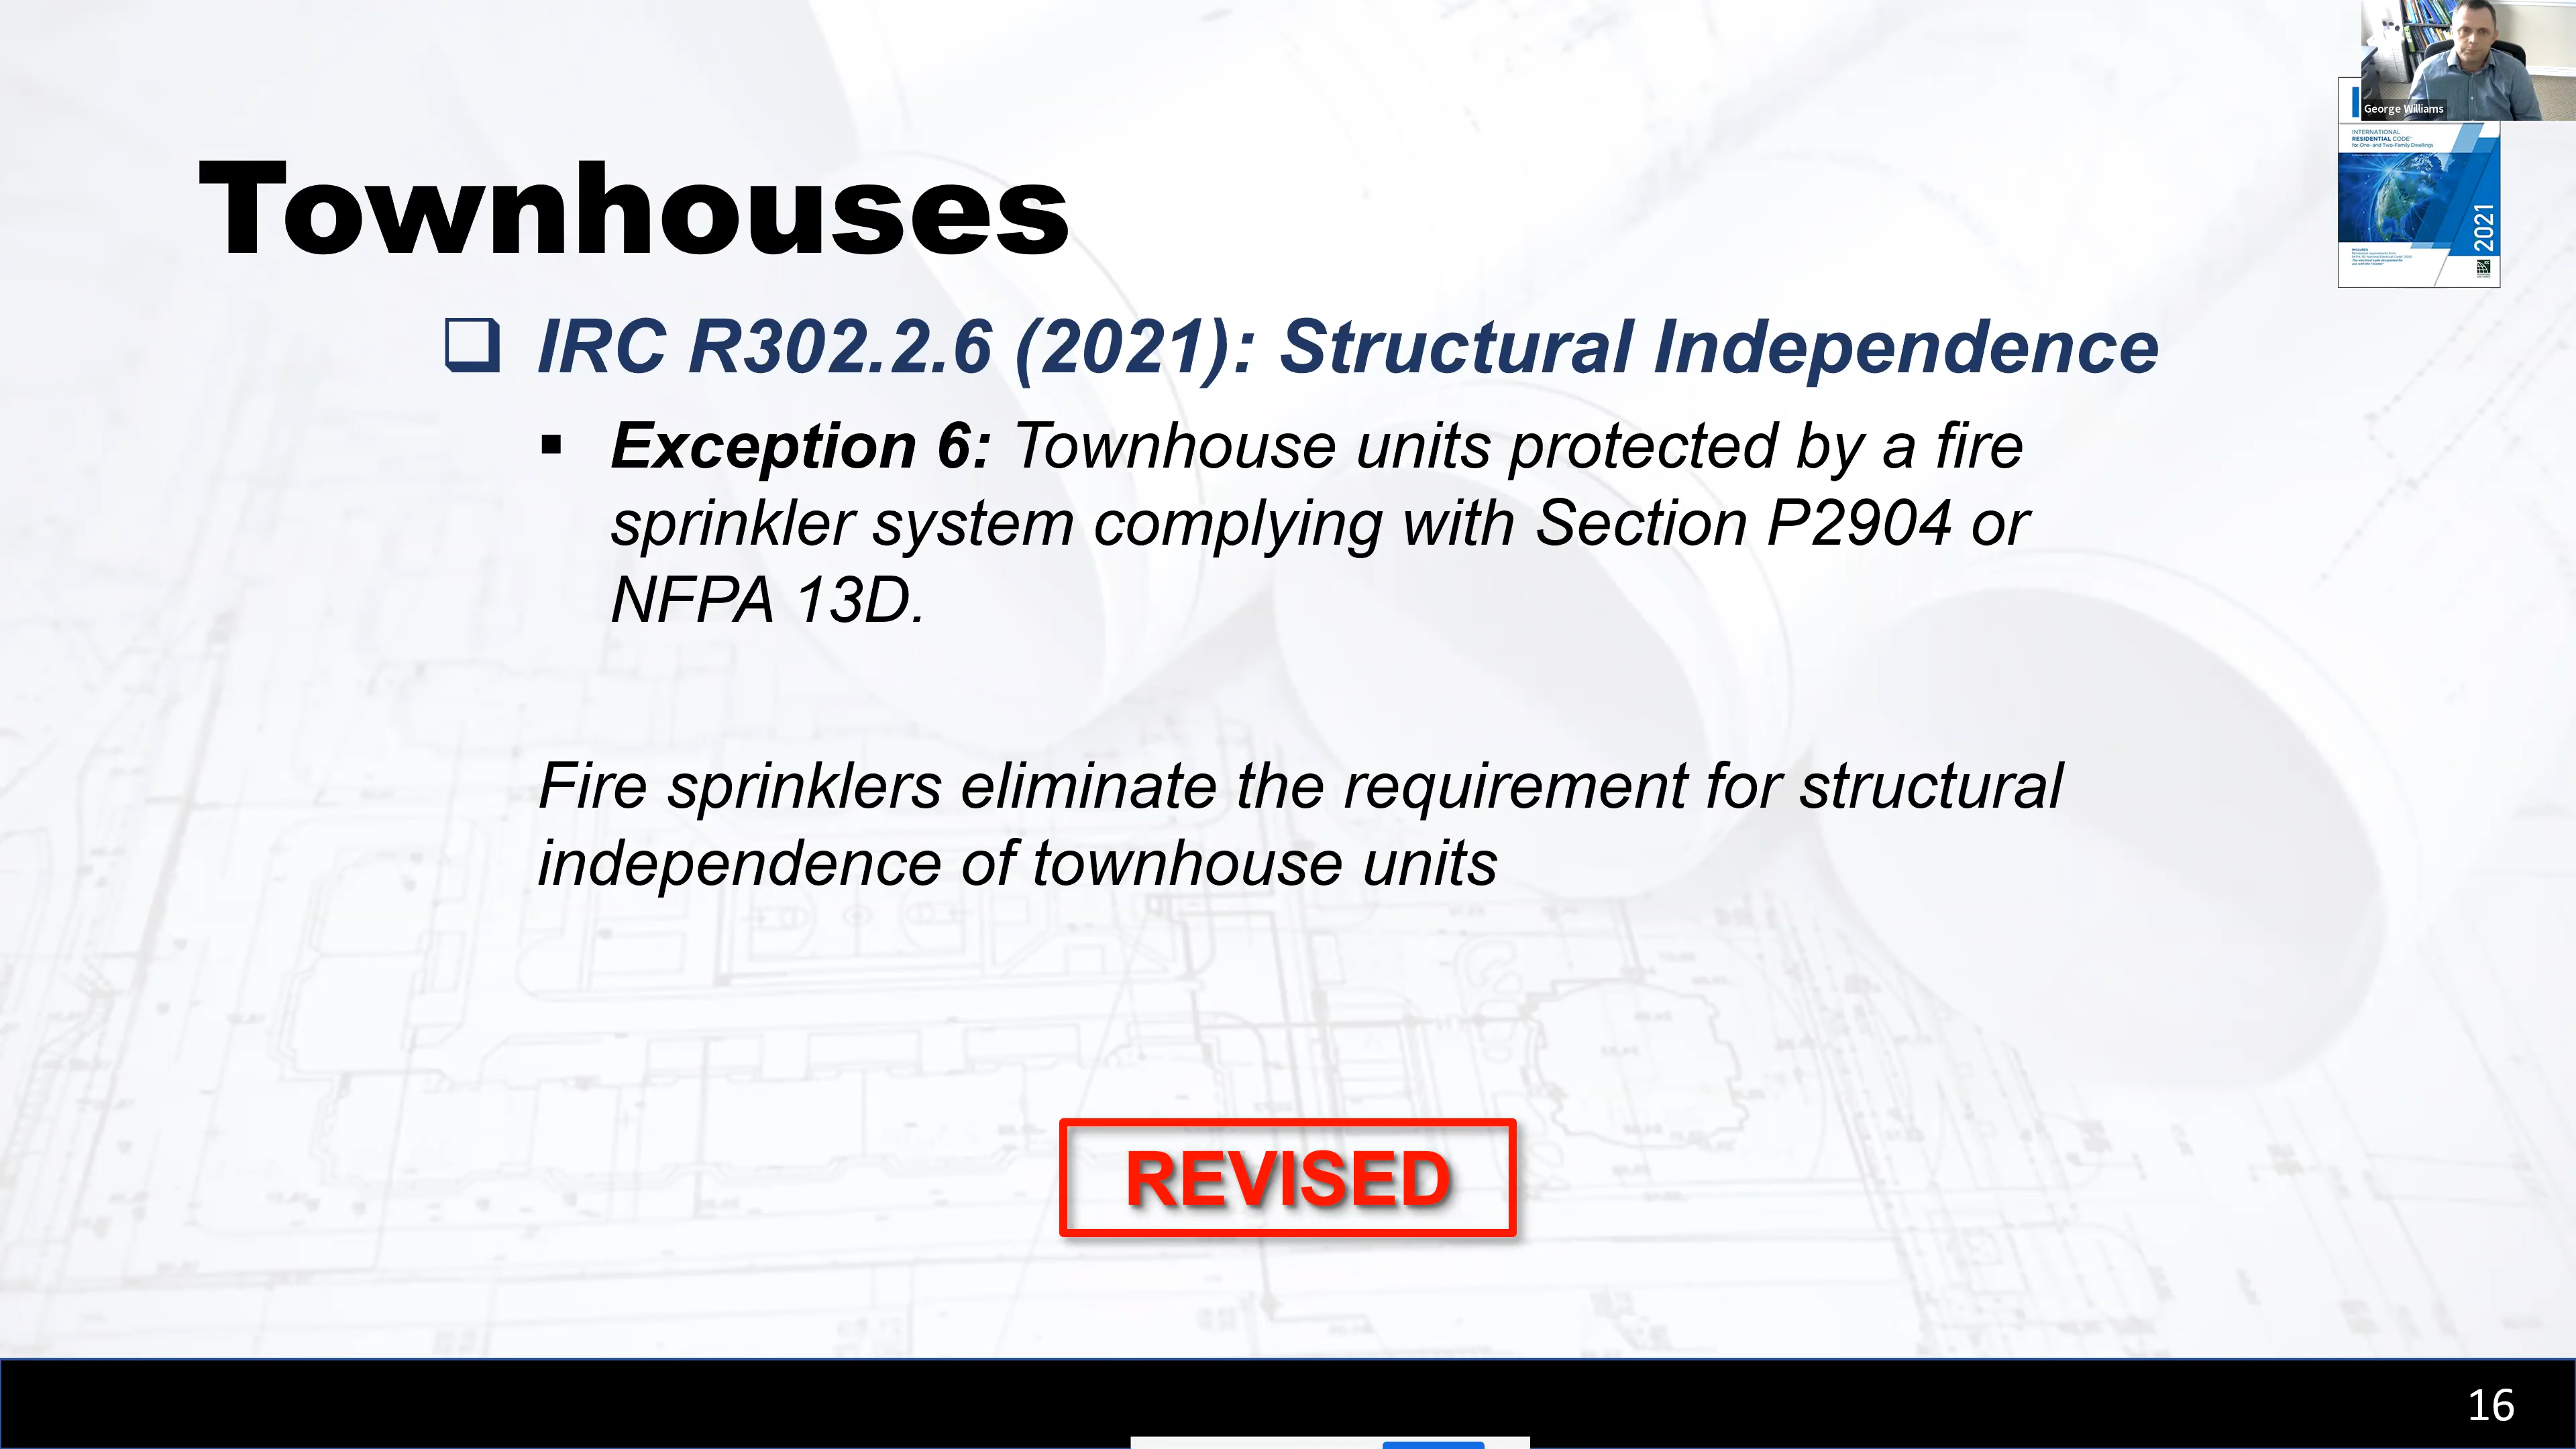 George Williams
INTERNATIONAL
RESIDENTIAL CODE®
for One- and Two-Family Dwellings
2021
Townhouses
IRC R302.2.6 (2021): Structural Independence
Exception 6: Townhouse units protected by a fire
sprinkler system complying with Section P2904 or
NFPA 13D.
Fire sprinklers eliminate the requirement for structural
independence of townhouse units
REVISED
16